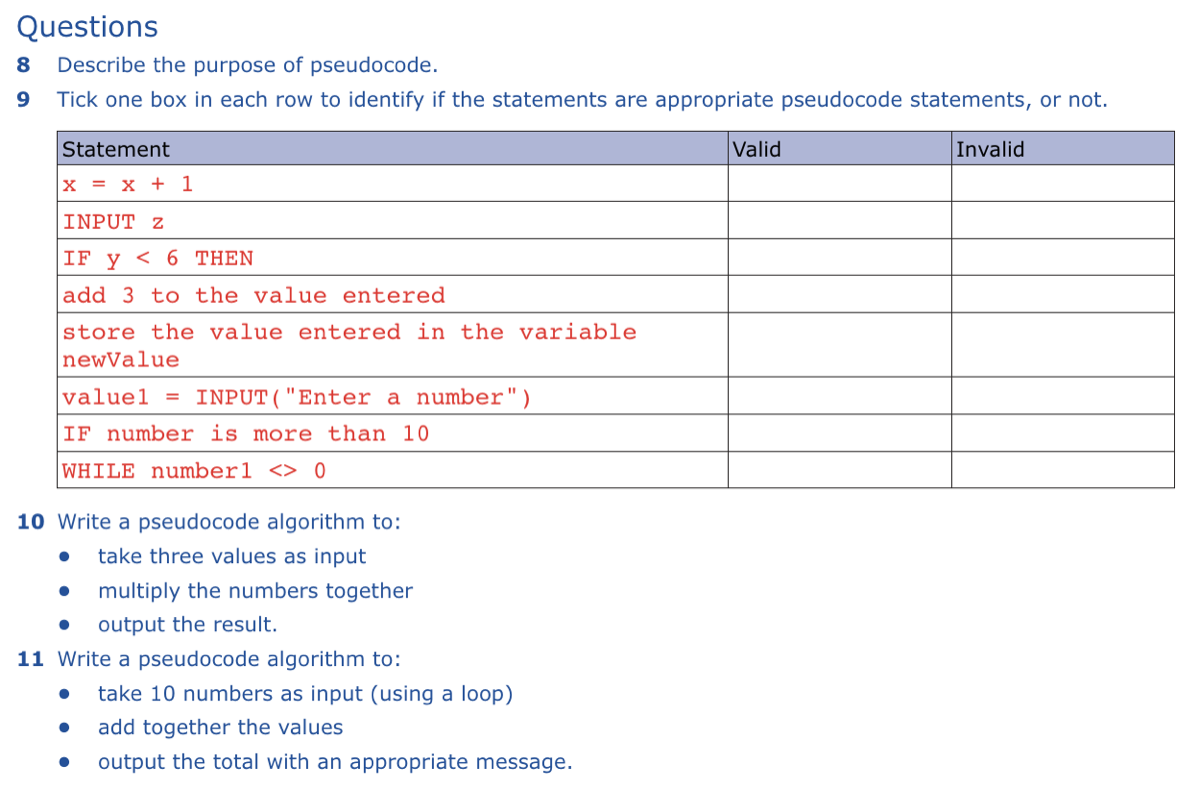 Questions
8 Describe the purpose of pseudocode.
9 Tick one box in each row to identify if the statements are appropriate pseudocode statements, or not.
Statement Valid Invalid
x = x + 1
INPUT z
IF y < 6 THEN
add 3 to the value entered
store the value entered in the variable
newValue
value1 = INPUT("Enter a number")
IF number is more than 10
WHILE number1 <> 0
10 Write a pseudocode algorithm to:
• take three values as input
• multiply the numbers together
• output the result.
11 Write a pseudocode algorithm to:
• take 10 numbers as input (using a loop)
• add together the values
• output the total with an appropriate message.